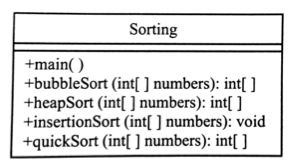 Sorting
+main( )
+bubbleSort (int[ ] numbers): int[ ]
+heapSort (int[ ] numbers): int[ ]
+insertionSort (int[ ] numbers): void
+quickSort (int[ ] numbers): int[ ]